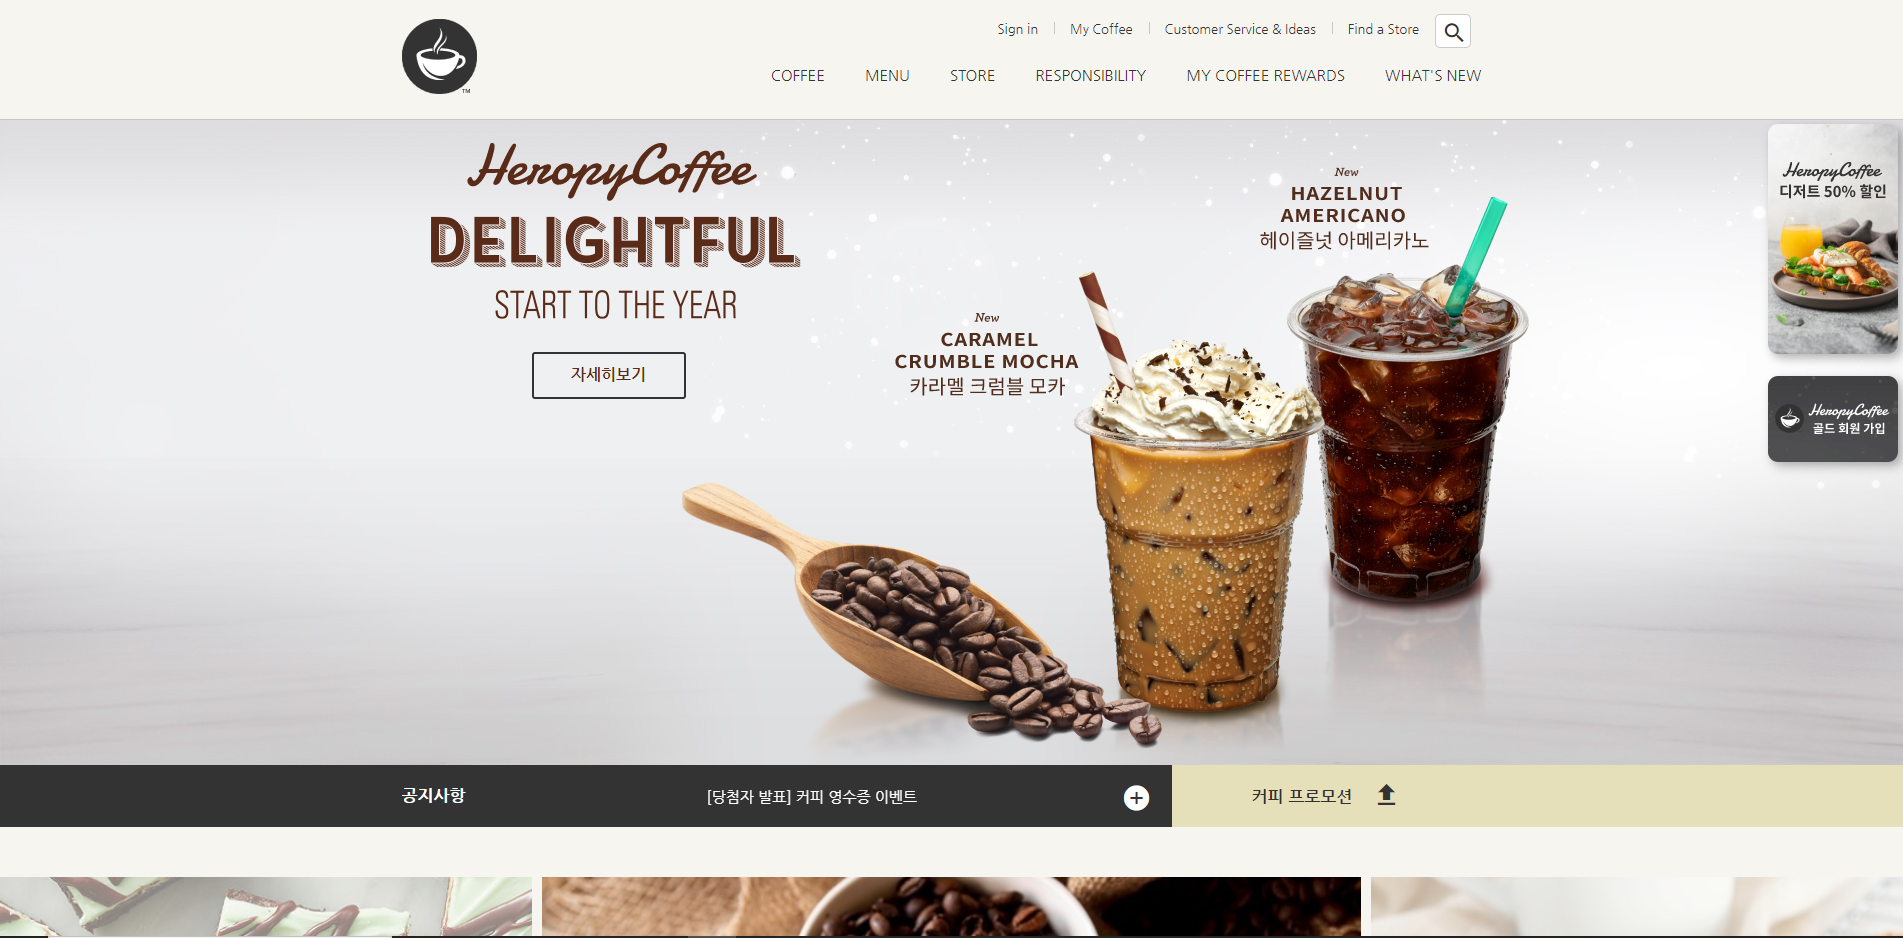 Sign in
My Coffee
Customer Service & Ideas
Find a Store
TM
COFFEE
MENU
STORE
RESPONSIBILITY
MY COFFEE REWARDS
WHAT'S NEW
HeropyCoffee
DELIGHTFUL
START TO THE YEAR
자세히보기
New
CARAMEL
CRUMBLE MOCHA
카라멜 크럼블 모카
New
HAZELNUT
AMERICANO
헤이즐넛 아메리카노
HeropyCoffee
디저트 50% 할인
HeropyCoffee
골드 회원 가입
공지사항
[당첨자 발표] 커피 영수증 이벤트
커피 프로모션